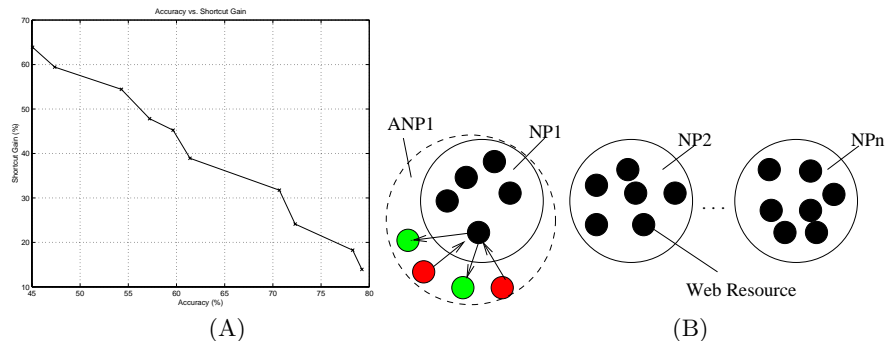 Accuracy vs. Shortcut Gain
70
60
50
40
30
20
10
Shortcut Gain (%)
45 50 55 60 65 70 75 80
Accuracy (%)
(A)
ANP1
NP1
NP2
NPn
. . .
Web Resource
(B)